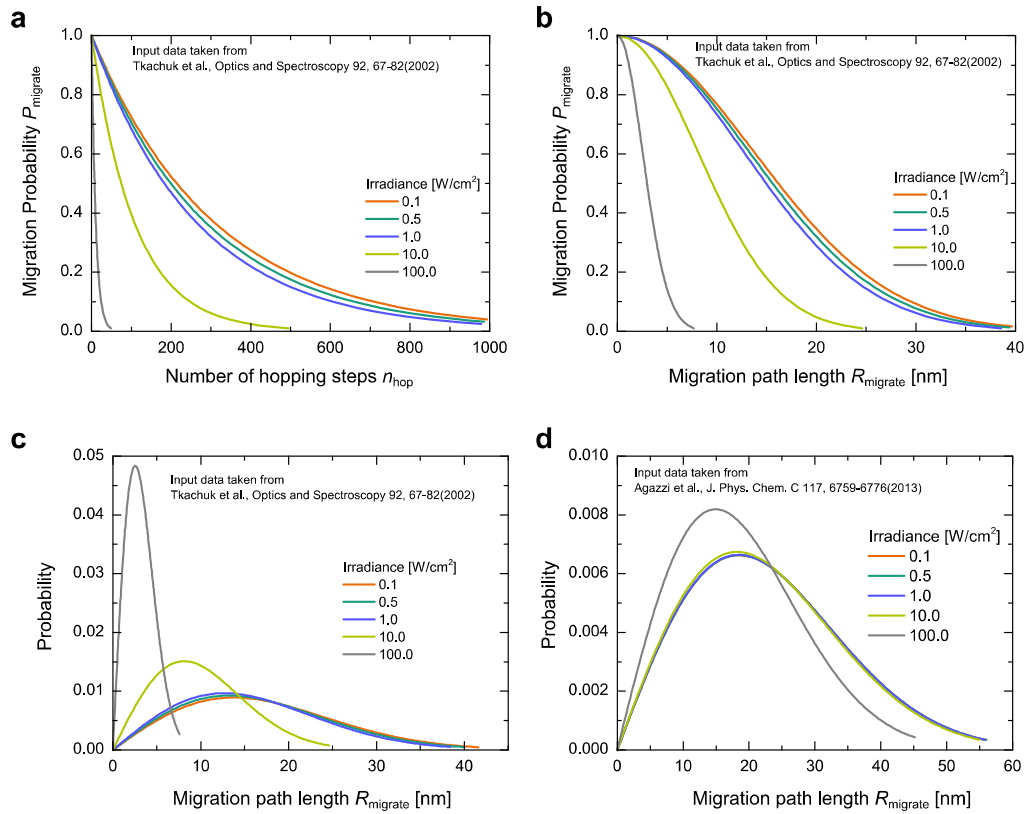 a
Migration Probability P_migrate
1.0
0.8
0.6
0.4
0.2
0.0
Input data taken from
Tkachuk et al., Optics and Spectroscopy 92, 67-82(2002)
Irradiance [W/cm²]
0.1
0.5
1.0
10.0
100.0
0 200 400 600 800 1000
Number of hopping steps n_hop
b
Migration Probability P_migrate
1.0
0.8
0.6
0.4
0.2
0.0
Input data taken from
Tkachuk et al., Optics and Spectroscopy 92, 67-82(2002)
Irradiance [W/cm²]
0.1
0.5
1.0
10.0
100.0
0 10 20 30 40
Migration path length R_migrate [nm]
c
Probability
0.05
0.04
0.03
0.02
0.01
0.00
Input data taken from
Tkachuk et al., Optics and Spectroscopy 92, 67-82(2002)
Irradiance [W/cm²]
0.1
0.5
1.0
10.0
100.0
0 10 20 30 40
Migration path length R_migrate [nm]
d
Probability
0.010
0.008
0.006
0.004
0.002
0.000
Input data taken from
Agazzi et al., J. Phys. Chem. C 117, 6759-6776(2013)
Irradiance [W/cm²]
0.1
0.5
1.0
10.0
100.0
0 10 20 30 40 50 60
Migration path length R_migrate [nm]